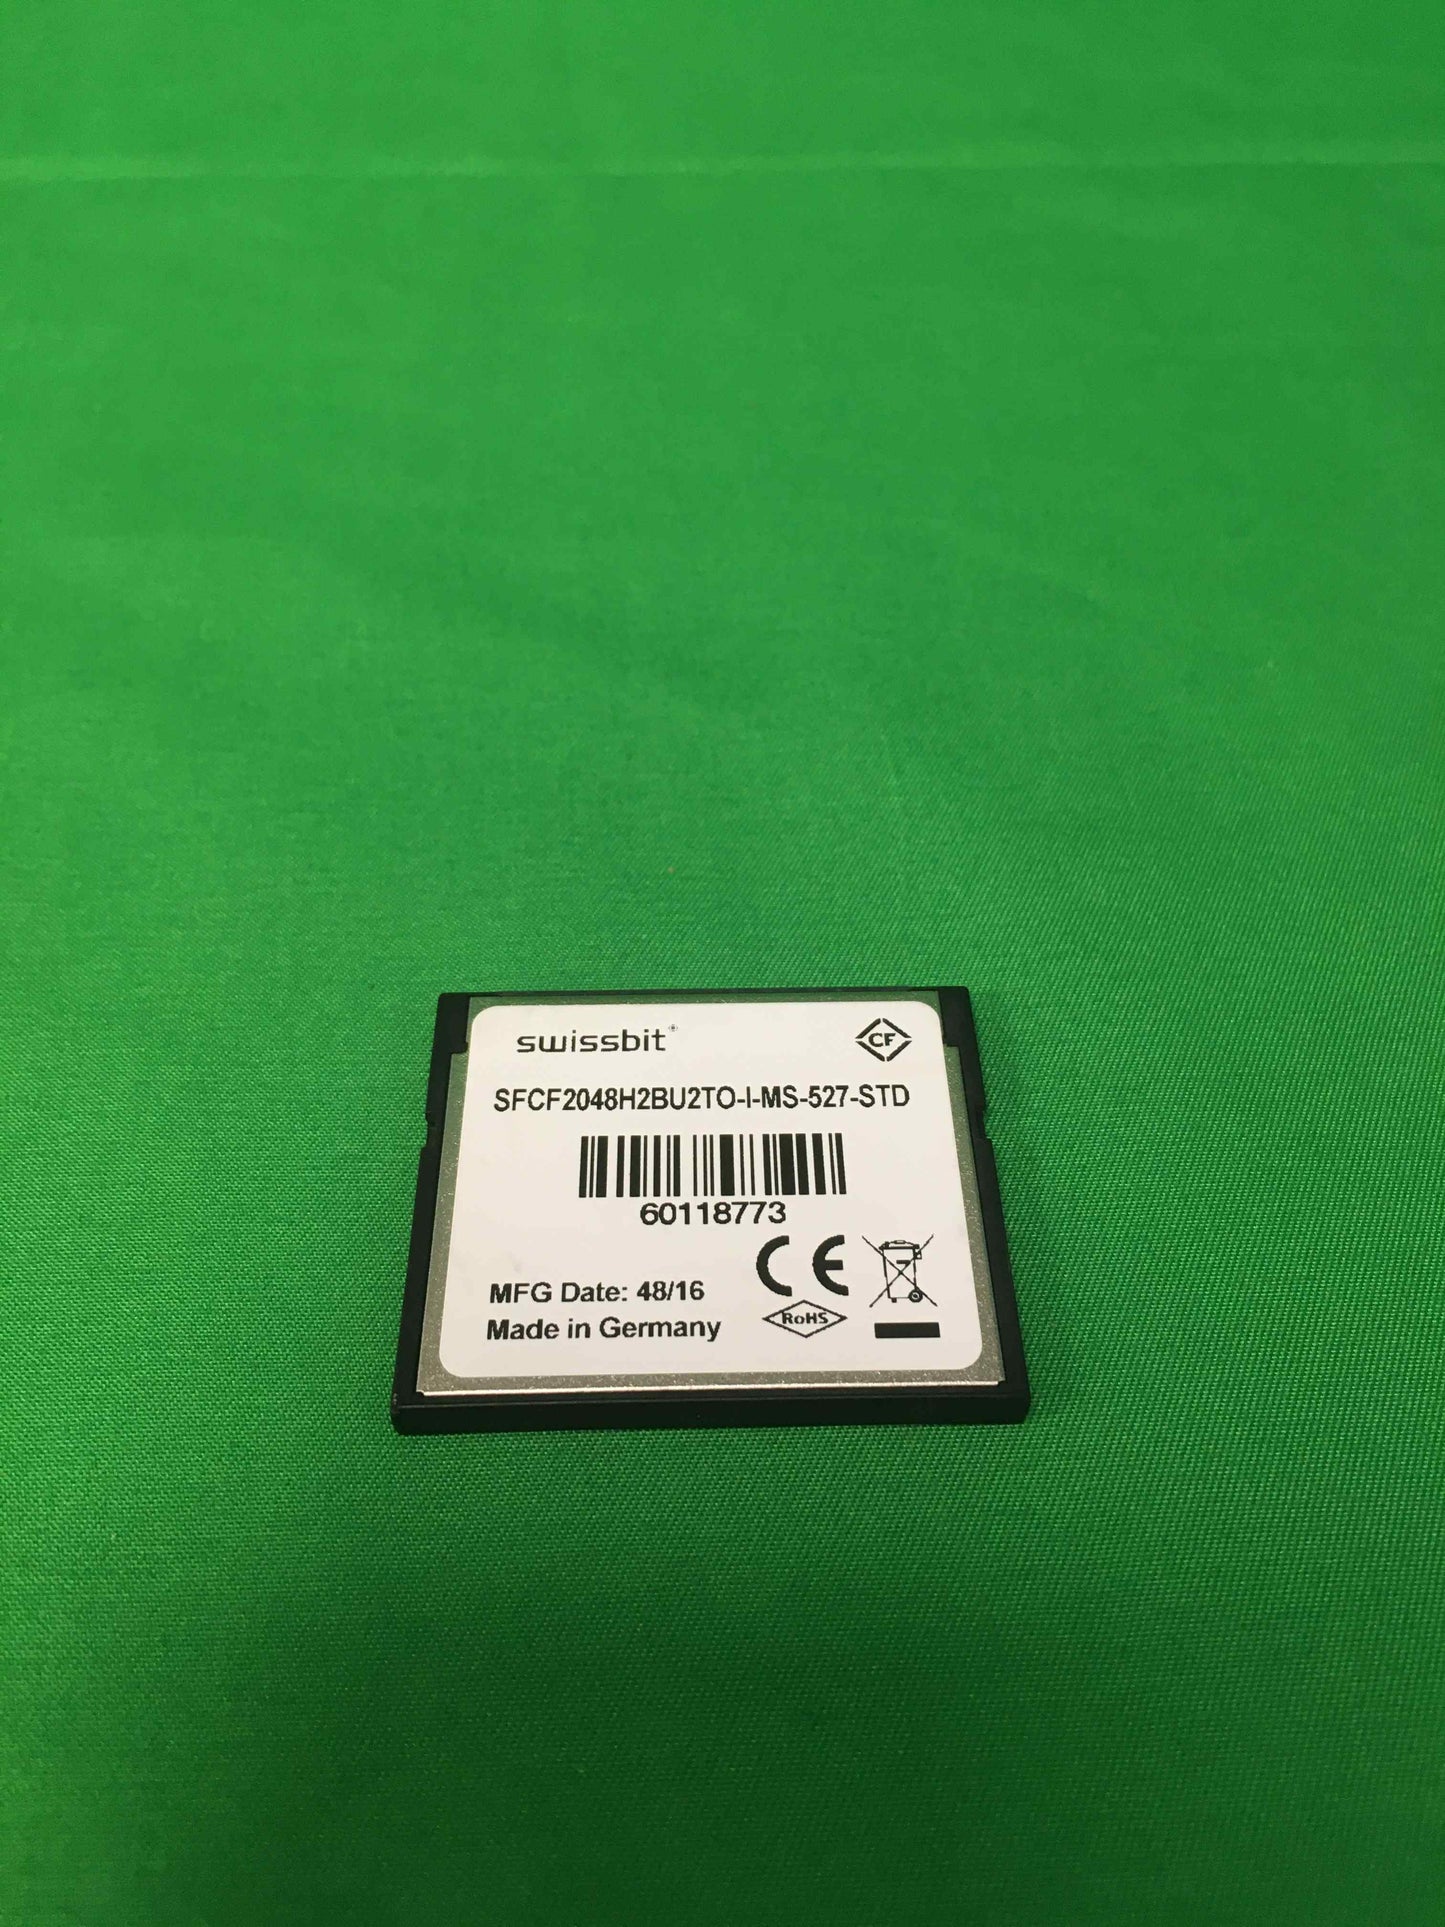 swissbit
CF
SFCF2048H2BU2TO-I-MS-527-STD
60118773
CE
MFG Date: 48/16
RoHS
Made in Germany